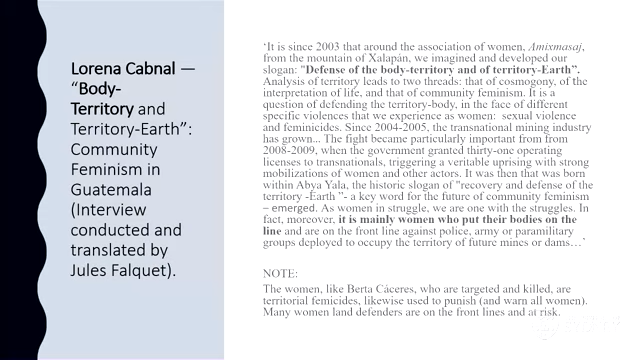 Lorena Cabnal —
“Body-
Territory and
Territory-Earth”:
Community
Feminism in
Guatemala
(Interview
conducted and
translated by
Jules Falquet).
‘It is since 2003 that around the association of women, Amixmasaj,
from the mountain of Xalapán, we imagined and developed our
slogan: "Defense of the body-territory and of territory-Earth”.
Analysis of territory leads to two threads: that of cosmogony, of the
interpretation of life, and that of community feminism. It is a
question of defending the territory-body, in the face of different
specific violences that we experience as women: sexual violence
and feminicides. Since 2004-2005, the transnational mining industry
has grown... The fight became particularly important from from
2008-2009, when the government granted thirty-one operating
licenses to transnationals, triggering a veritable uprising with strong
mobilizations of women and other actors. It was then that was born
within Abya Yala, the historic slogan of "recovery and defense of the
territory -Earth "- a key word for the future of community feminism
– emerged. As women in struggle, we are one with the struggles. In
fact, moreover, it is mainly women who put their bodies on the
line and are on the front line against police, army or paramilitary
groups deployed to occupy the territory of future mines or dams…’
NOTE:
The women, like Berta Cáceres, who are targeted and killed, are
territorial femicides, likewise used to punish (and warn all women).
Many women land defenders are on the front lines and at risk.